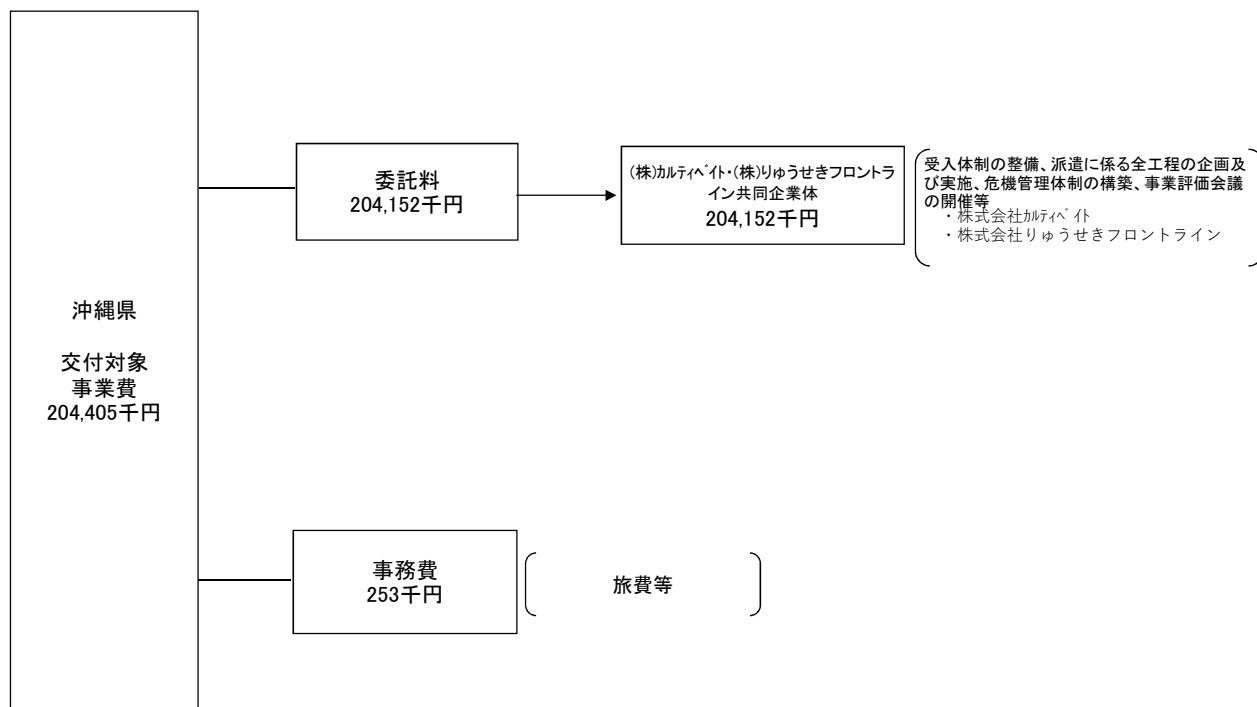 沖縄県
交付対象
事業費
204,405千円
委託料
204,152千円
(株)ｶﾙﾃｨﾍﾞｲﾄ・(株)りゅうせきフロントラ
イン共同企業体
204,152千円
受入体制の整備、派遣に係る全工程の企画及
び実施、危機管理体制の構築、事業評価会議
の開催等
・株式会社ｶﾙﾃｨﾍﾞｲﾄ
・株式会社りゅうせきフロントライン
事務費
253千円
旅費等